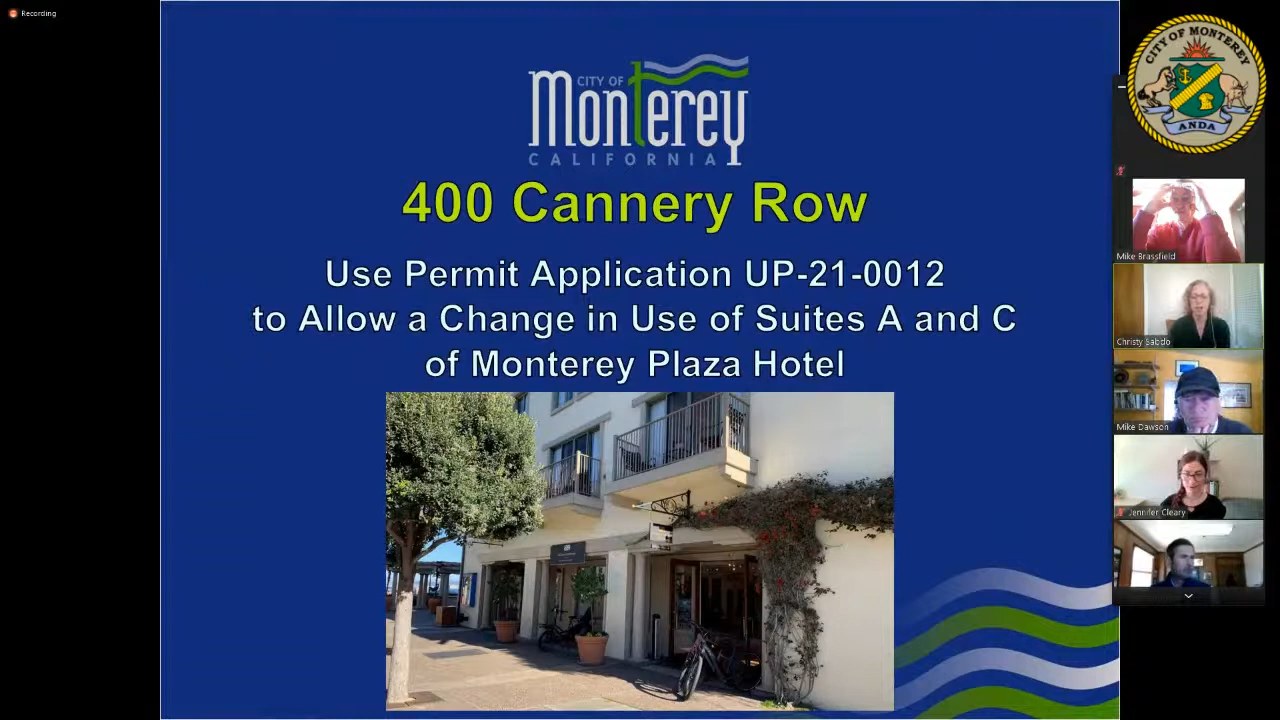 Recording
CITY OF
Monterey
CALIFORNIA
400 Cannery Row
Use Permit Application UP-21-0012
to Allow a Change in Use of Suites A and C
of Monterey Plaza Hotel
CITY OF MONTEREY
ANDA
Mike Brassfield
Christy Sabdo
Mike Dawson
Jennifer Cleary